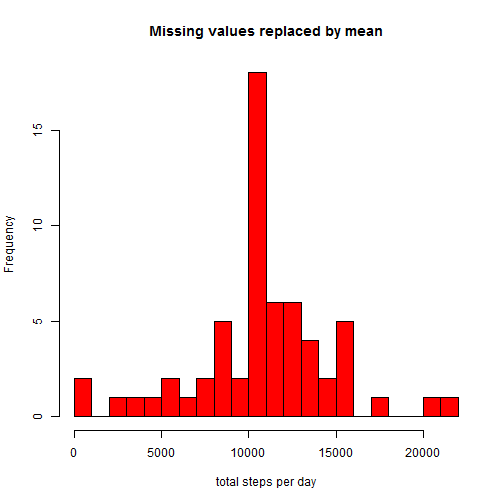 Missing values replaced by mean
Frequency
15
10
5
0
0 5000 10000 15000 20000
total steps per day